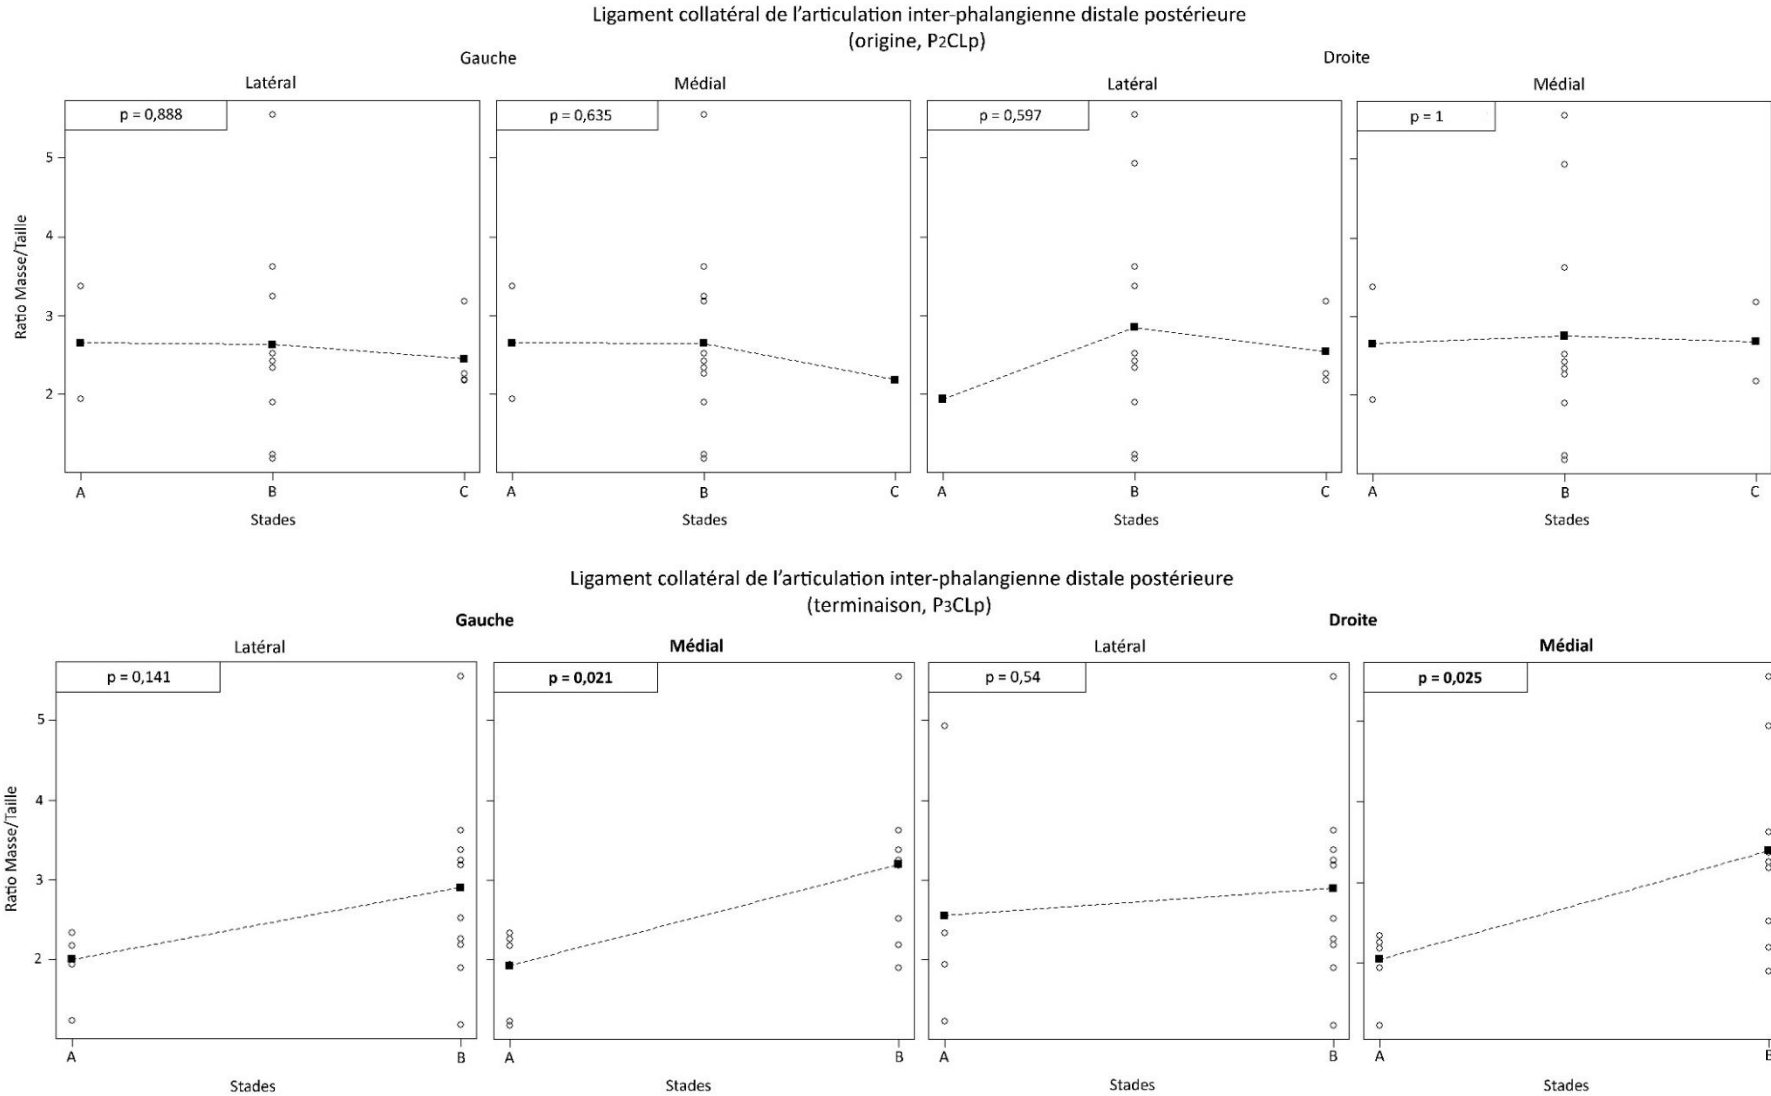 Ligament collatéral de l’articulation inter-phalangienne distale postérieure
(origine, P2CLp)
Gauche Droite
Latéral Médial Latéral Médial
p = 0,888 p = 0,635 p = 0,597 p = 1
Ratio Masse/Taille
5
4
3
2
A B C A B C A B C A B C
Stades Stades Stades Stades
Ligament collatéral de l’articulation inter-phalangienne distale postérieure
(terminaison, P3CLp)
Gauche Droite
Latéral Médial Latéral Médial
p = 0,141 p = 0,021 p = 0,54 p = 0,025
Ratio Masse/Taille
5
4
3
2
A B A B A B A B
Stades Stades Stades Stades